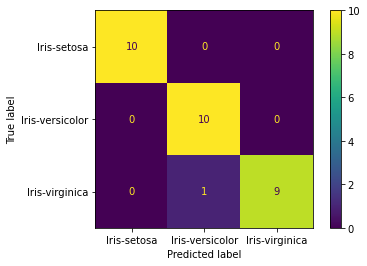 Iris-setosa 10 0 0
Iris-versicolor 0 10 0
Iris-virginica 0 1 9
Iris-setosa Iris-versicolor Iris-virginica
Predicted label
True label
10
8
6
4
2
0